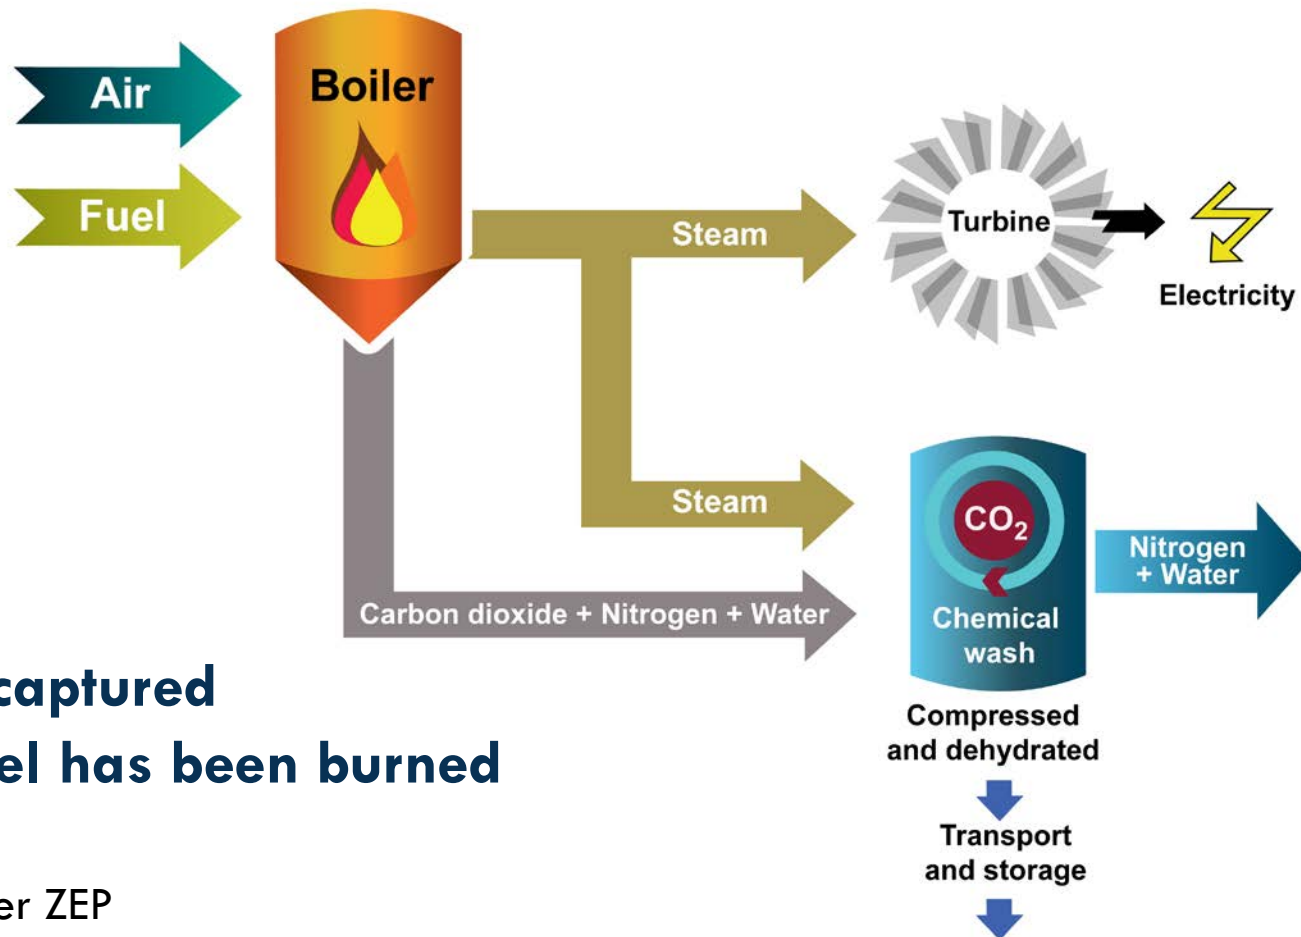 Air
Boiler
Fuel
Steam
Turbine
Electricity
Steam
CO₂
Nitrogen
+ Water
Carbon dioxide + Nitrogen + Water
Chemical
wash
captured
el has been burned
Compressed
and dehydrated
Transport
and storage
er ZEP